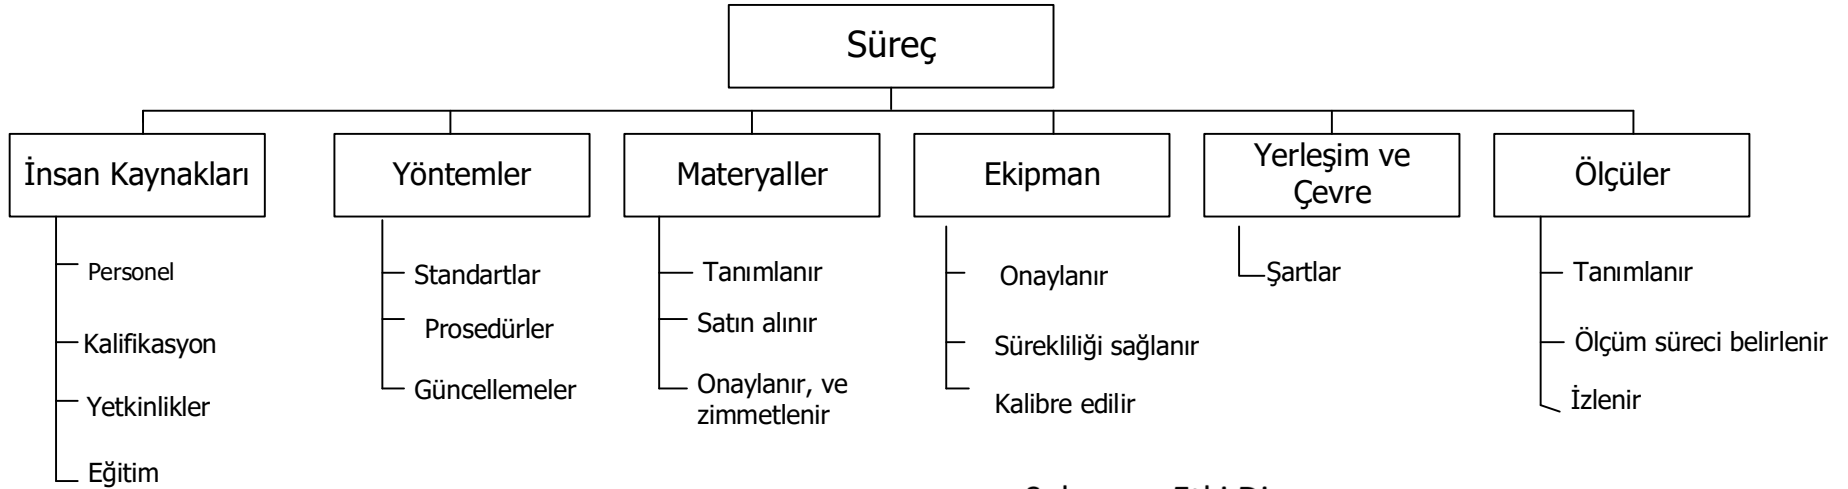 Süreç
İnsan Kaynakları
Yöntemler
Materyaller
Ekipman
Yerleşim ve
Çevre
Ölçüler
Personel
Kalifikasyon
Yetkinlikler
Eğitim
Standartlar
Prosedürler
Güncellemeler
Tanımlanır
Satın alınır
Onaylanır, ve
zimmetlenir
Onaylanır
Sürekliliği sağlanır
Kalibre edilir
Şartlar
Tanımlanır
Ölçüm süreci belirlenir
İzlenir